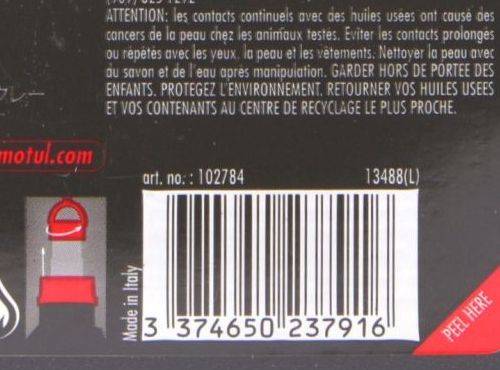 ATTENTION: les contacts continuels avec des huiles usées ont causé des
cancers de la peau chez les animaux testés. Eviter les contacts prolongés
ou répétés avec les yeux, la peau et les vêtements. Nettoyer la peau avec
du savon et de l'eau après manipulation. GARDER HORS DE PORTEE DES
ENFANTS. PROTEGEZ L'ENVIRONNEMENT. RETOURNER VOS HUILES USEES
ET VOS CONTENANTS AU CENTRE DE RECYCLAGE LE PLUS PROCHE.
クレー
motul.com
art. no. : 102784 13488(L)
Made in Italy
3 374650 237916
PEEL HERE